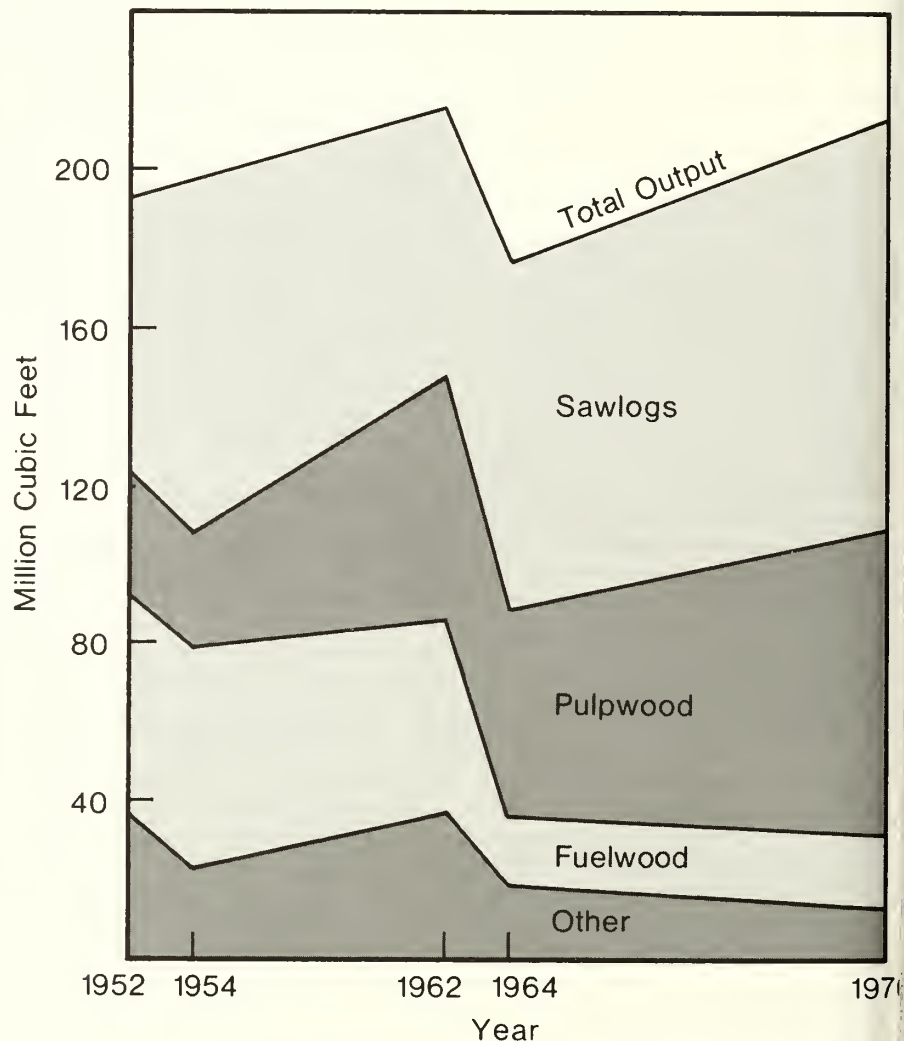 200
Total Output
160
Sawlogs
120
Million Cubic Feet
80
Pulpwood
40
Fuelwood
Other
1952 1954 1962 1964 1976
Year